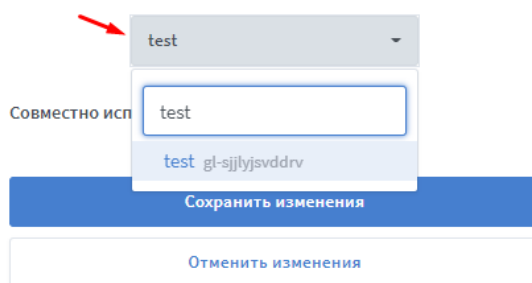 test
Совместно исп
test
test gl-sjjlyjsvddrv
Сохранить изменения
Отменить изменения